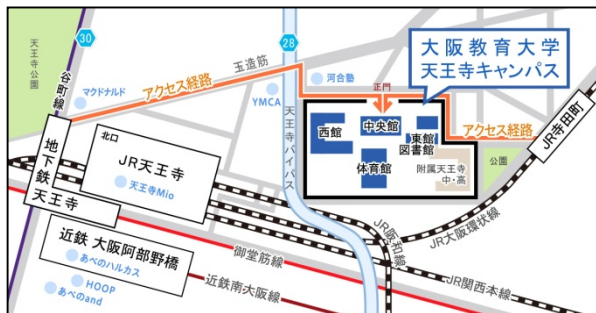 天王寺公園
30
谷町線
マクドナルド
アクセス経路
玉造筋
28
YMCA
河合塾
正門
大阪教育大学
天王寺キャンパス
天王寺バイパス
西館
中央館
東館
図書館
体育館
附属天王寺
中・高
アクセス経路
公園
JR寺田町
地下鉄 天王寺
北口
JR天王寺
天王寺Mio
近鉄 大阪阿部野橋
あべのハルカス
HOOP
あべのand
御堂筋線
近鉄南大阪線
JR阪和線
JR大阪環状線
JR関西本線